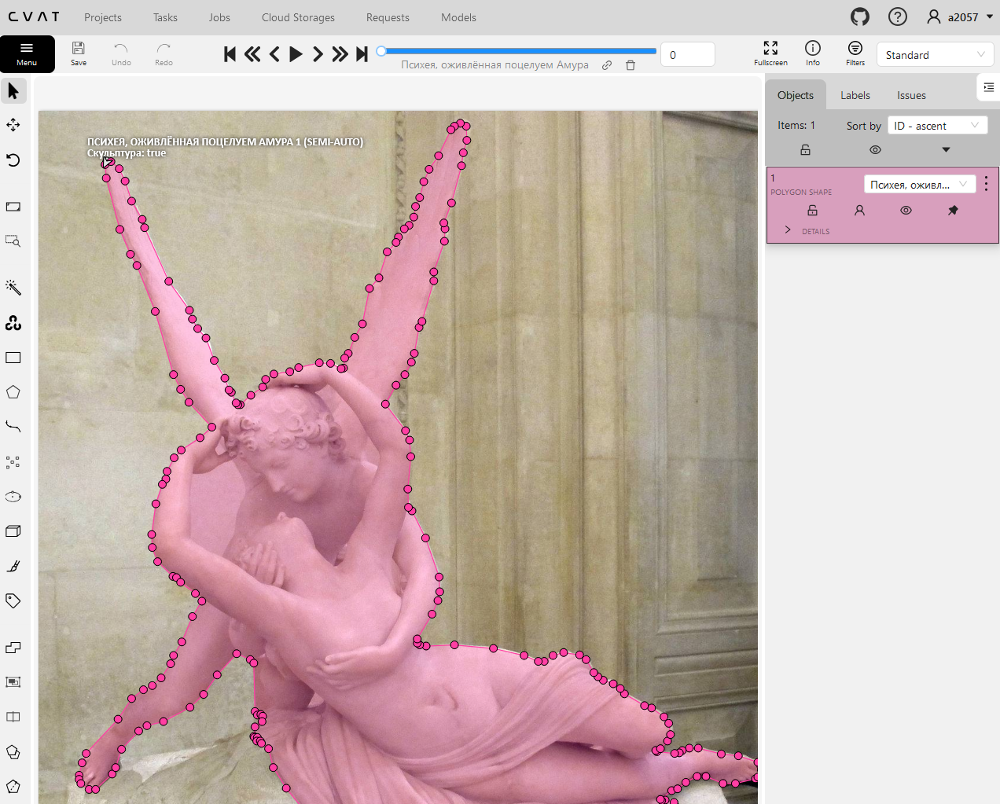 CVAT
Projects
Tasks
Jobs
Cloud Storages
Requests
Models
a2057
Menu
Save
Undo
Redo
Психея, оживлённая поцелуем Амура
0
Fullscreen
Info
Filters
Standard
Objects
Labels
Issues
Items: 1
Sort by
ID - ascent
1
POLYGON SHAPE
Психея, оживл...
DETAILS
ПСИХЕЯ, ОЖИВЛЁННАЯ ПОЦЕЛУЕМ АМУРА 1 (SEMI-AUTO)
Скульптура: true